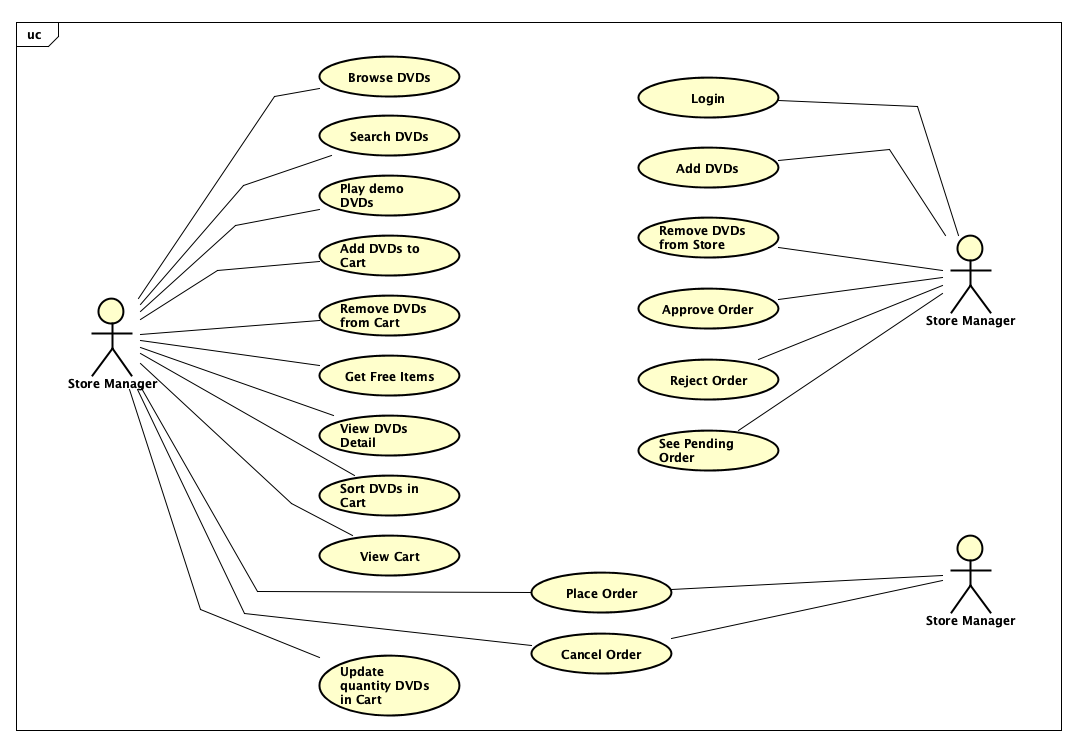 uc
Browse DVDs
Search DVDs
Play demo
DVDs
Add DVDs to
Cart
Remove DVDs
from Cart
Get Free Items
View DVDs
Detail
Sort DVDs in
Cart
View Cart
Place Order
Cancel Order
Update
quantity DVDs
in Cart
Store Manager
Login
Add DVDs
Remove DVDs
from Store
Approve Order
Reject Order
See Pending
Order
Store Manager
Store Manager